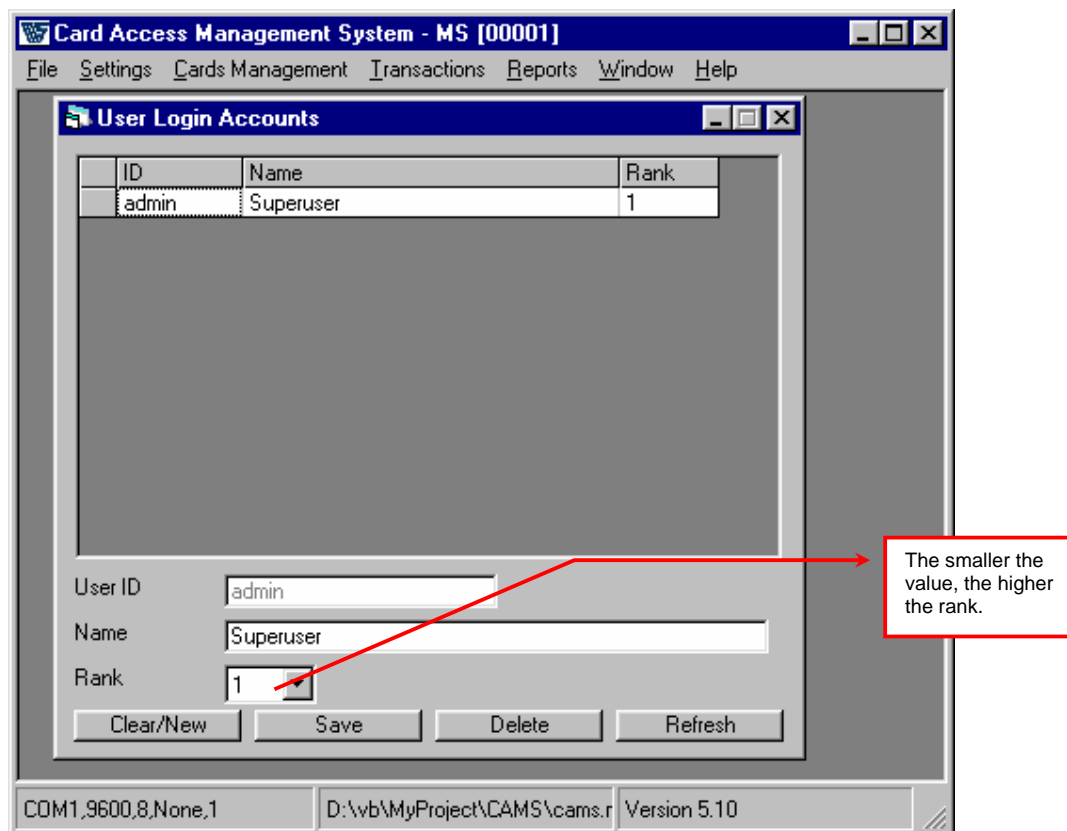 Card Access Management System - MS [00001]
File Settings Cards Management Transactions Reports Window Help
User Login Accounts
ID Name Rank
admin Superuser 1
The smaller the
value, the higher
the rank.
User ID admin
Name Superuser
Rank 1
Clear/New Save Delete Refresh
COM1,9600,8,None,1 D:\vb\MyProject\CAMS\cams.r Version 5.10